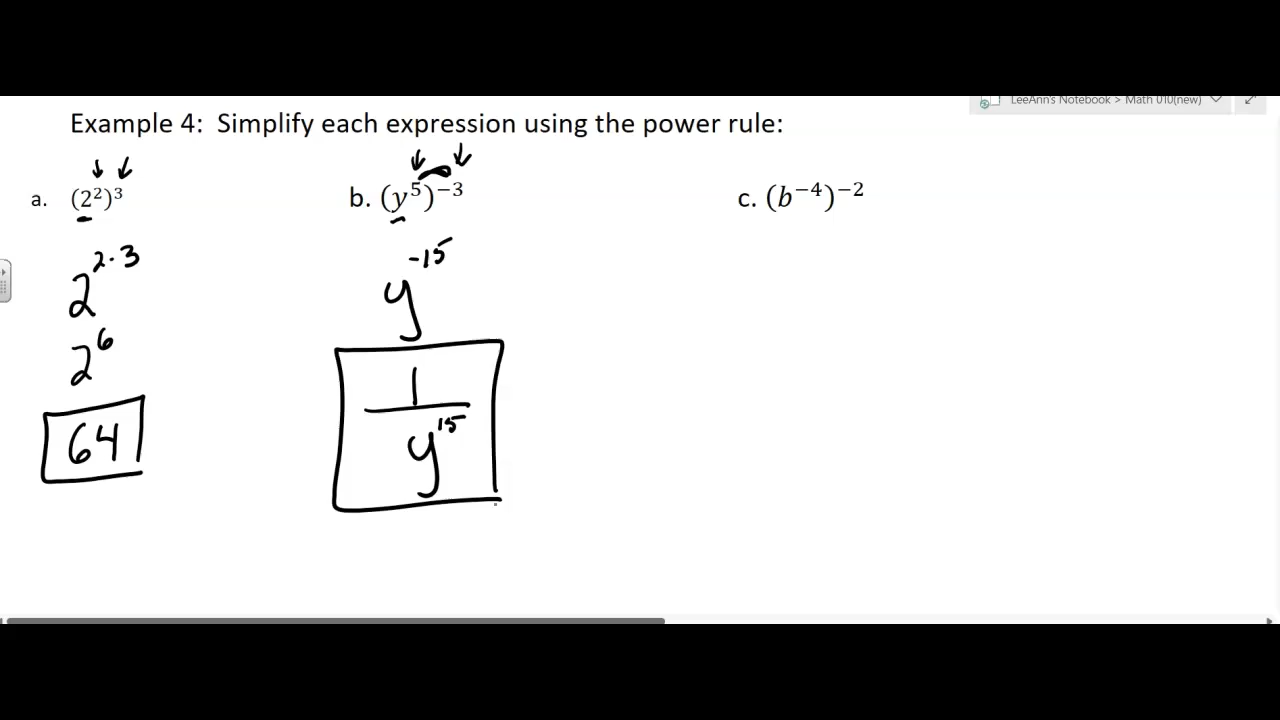 LeeAnn's Notebook > Math 010(new)
Example 4: Simplify each expression using the power rule:
a. (2²)³
2^{2·3}
2⁶
64
b. (y⁵)⁻³
y⁻¹⁵
1
y¹⁵
c. (b⁻⁴)⁻²